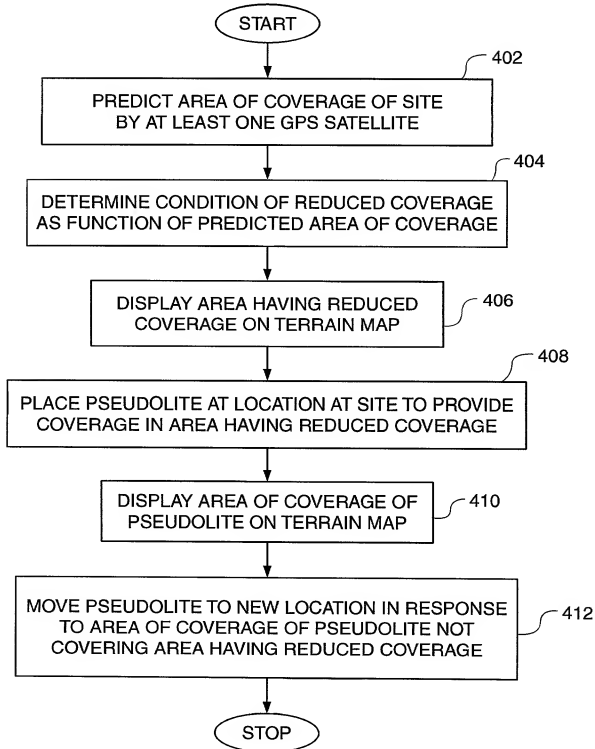 START
402
PREDICT AREA OF COVERAGE OF SITE
BY AT LEAST ONE GPS SATELLITE
404
DETERMINE CONDITION OF REDUCED COVERAGE
AS FUNCTION OF PREDICTED AREA OF COVERAGE
406
DISPLAY AREA HAVING REDUCED
COVERAGE ON TERRAIN MAP
408
PLACE PSEUDOLITE AT LOCATION AT SITE TO PROVIDE
COVERAGE IN AREA HAVING REDUCED COVERAGE
410
DISPLAY AREA OF COVERAGE OF
PSEUDOLITE ON TERRAIN MAP
412
MOVE PSEUDOLITE TO NEW LOCATION IN RESPONSE
TO AREA OF COVERAGE OF PSEUDOLITE NOT
COVERING AREA HAVING REDUCED COVERAGE
STOP